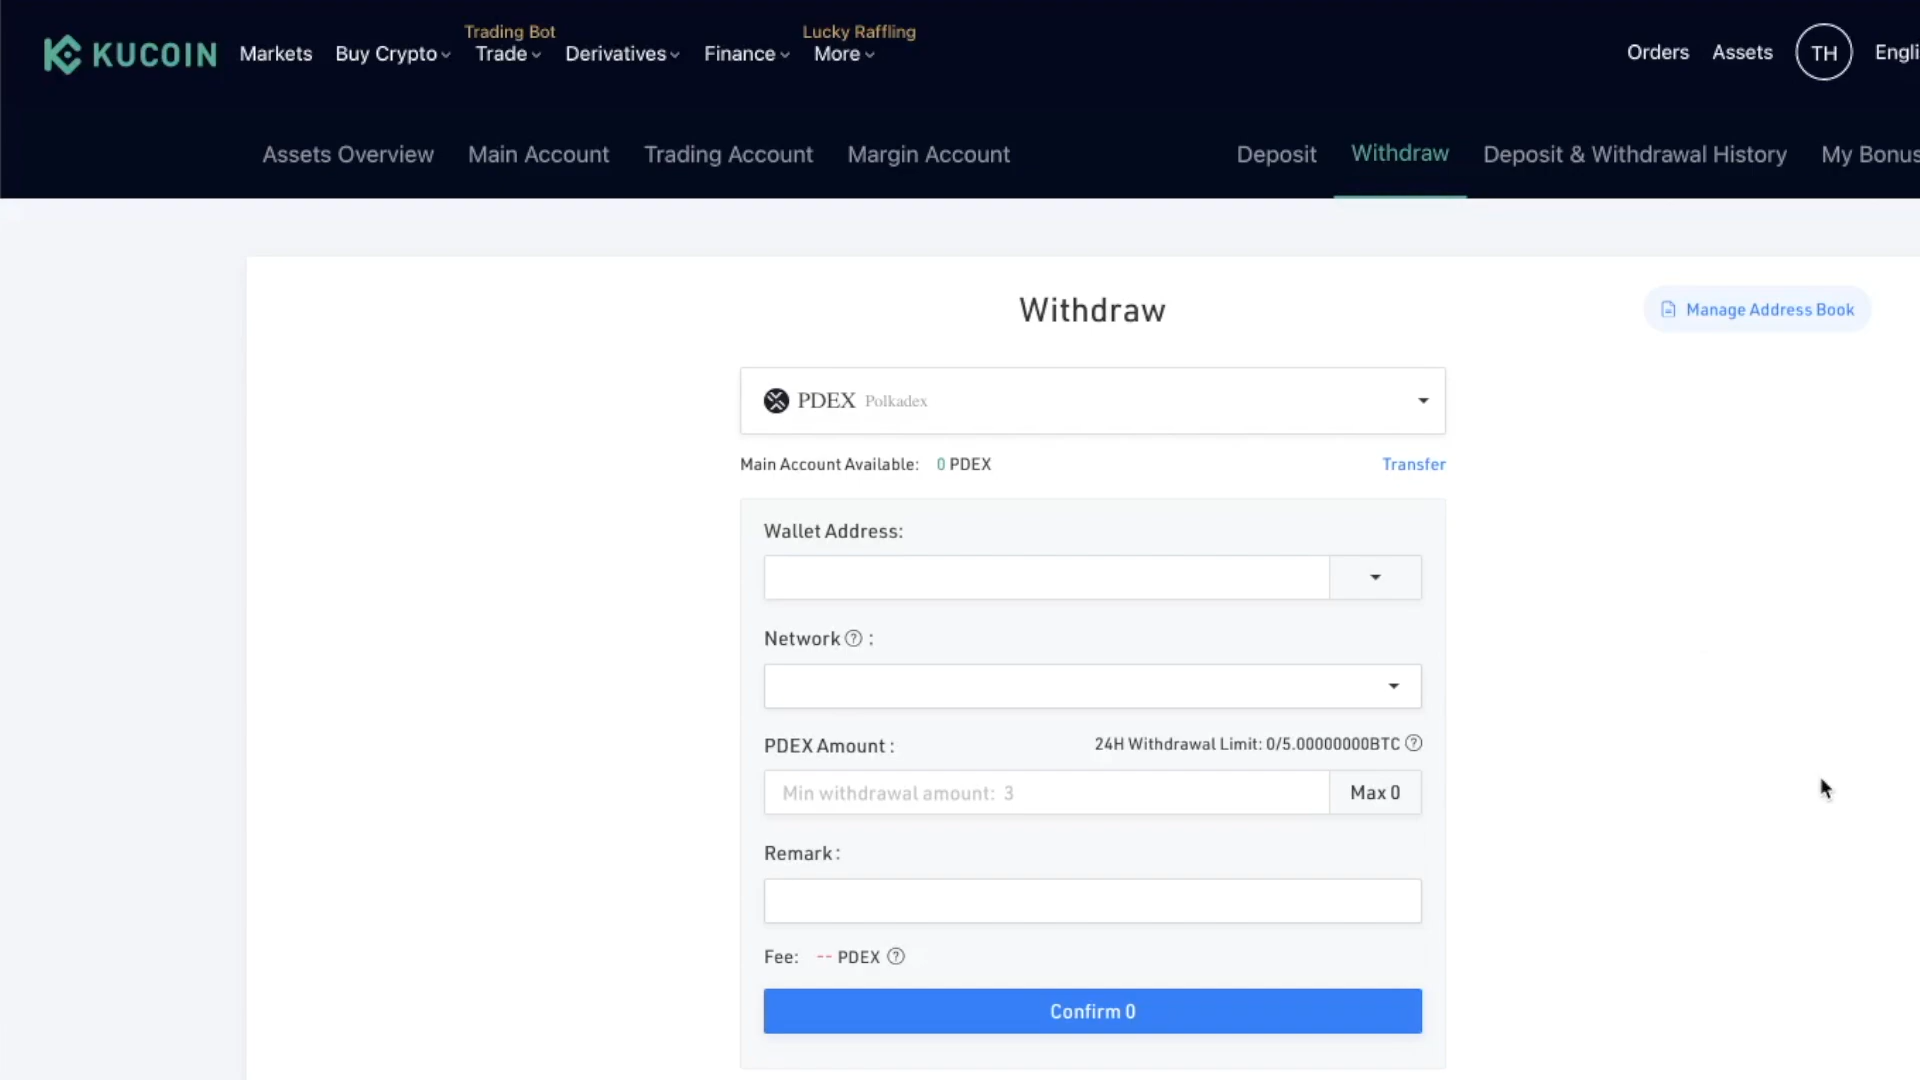 KUCOIN
Markets
Buy Crypto
Trading Bot
Trade
Derivatives
Finance
Lucky Raffling
More
Orders
Assets
TH
Engli
Assets Overview
Main Account
Trading Account
Margin Account
Deposit
Withdraw
Deposit & Withdrawal History
My Bonus
Withdraw
Manage Address Book
PDEX Polkadex
Main Account Available: 0 PDEX
Transfer
Wallet Address:
Network ? :
PDEX Amount :
24H Withdrawal Limit: 0/5.00000000BTC ?
Min withdrawal amount: 3
Max 0
Remark :
Fee: -- PDEX ?
Confirm 0